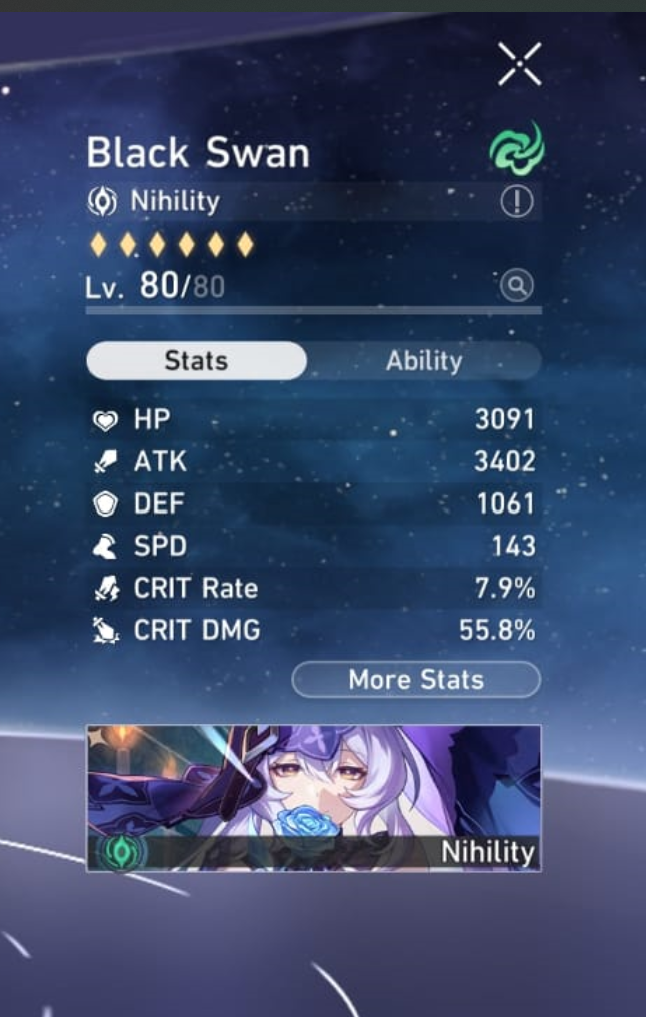 Black Swan
Nihility
Lv. 80/80
Stats Ability
HP 3091
ATK 3402
DEF 1061
SPD 143
CRIT Rate 7.9%
CRIT DMG 55.8%
More Stats
Nihility